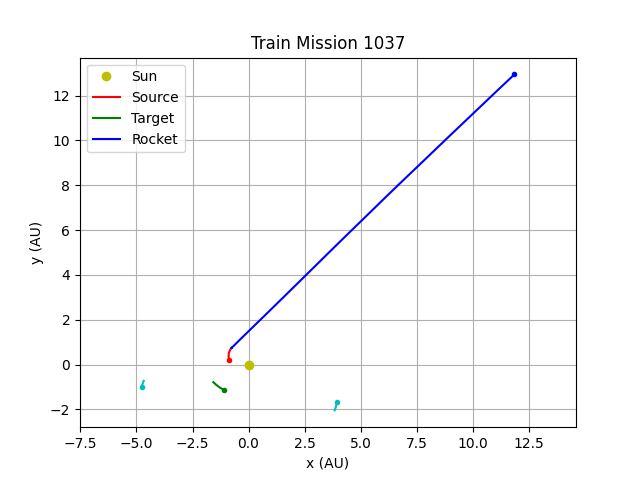 Train Mission 1037
Sun
Source
Target
Rocket
y (AU)
12
10
8
6
4
2
0
−2
−7.5 −5.0 −2.5 0.0 2.5 5.0 7.5 10.0 12.5
x (AU)